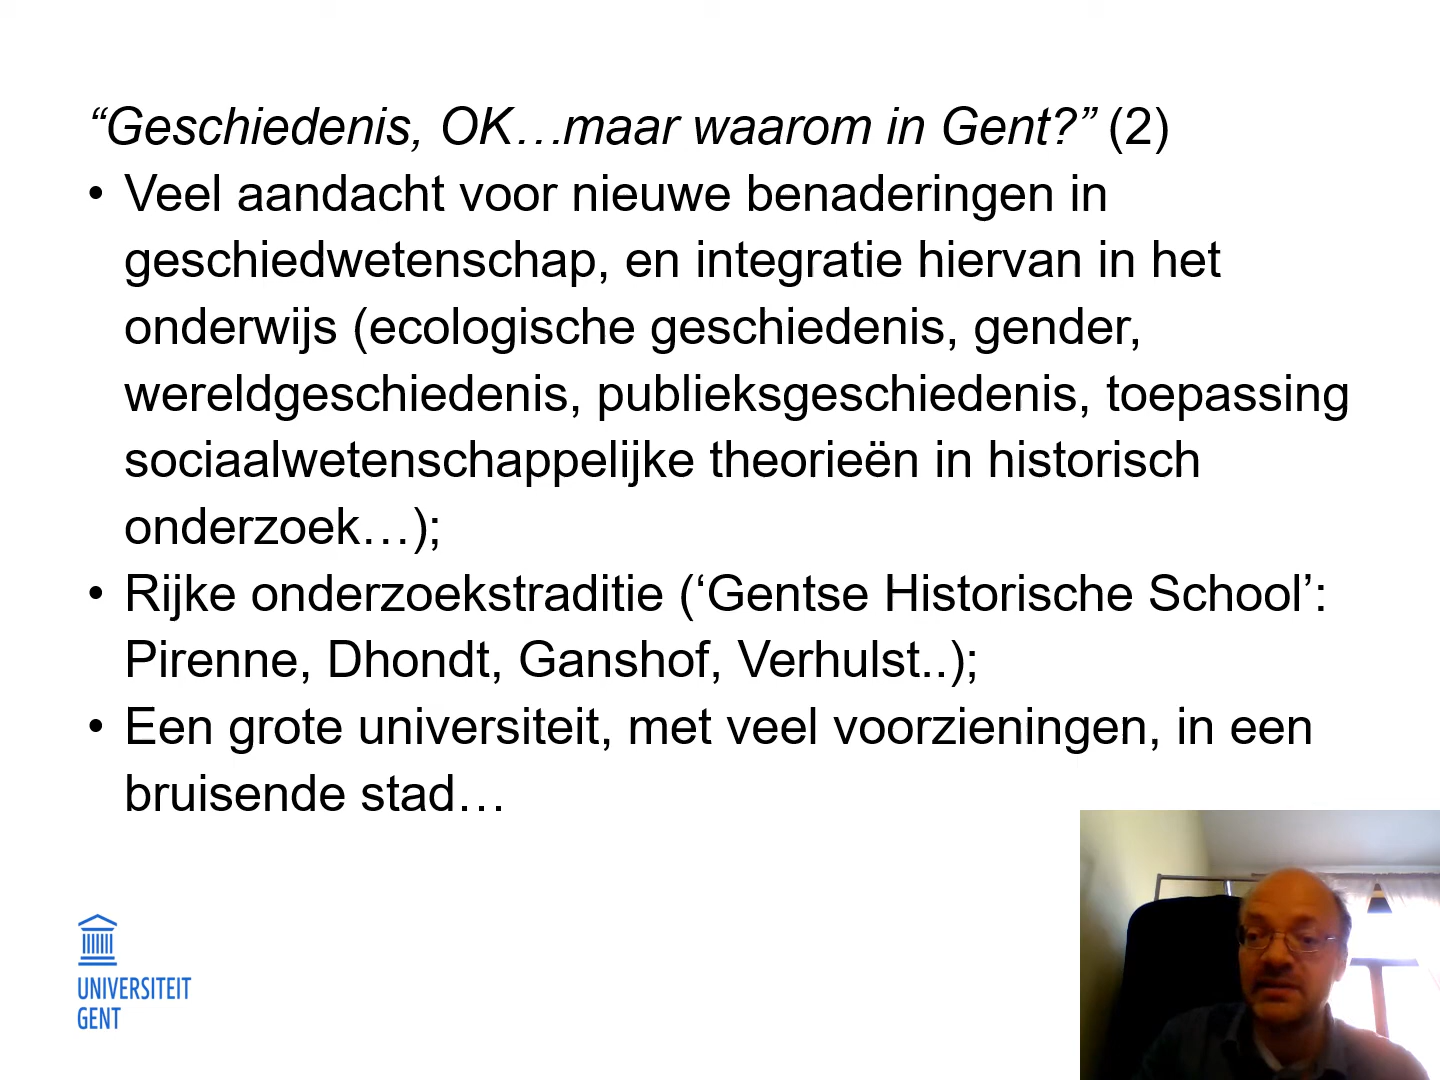 “Geschiedenis, OK…maar waarom in Gent?” (2)
• Veel aandacht voor nieuwe benaderingen in
geschiedwetenschap, en integratie hiervan in het
onderwijs (ecologische geschiedenis, gender,
wereldgeschiedenis, publieksgeschiedenis, toepassing
sociaalwetenschappelijke theorieën in historisch
onderzoek…);
• Rijke onderzoekstraditie (‘Gentse Historische School’:
Pirenne, Dhondt, Ganshof, Verhulst..);
• Een grote universiteit, met veel voorzieningen, in een
bruisende stad…
UNIVERSITEIT
GENT